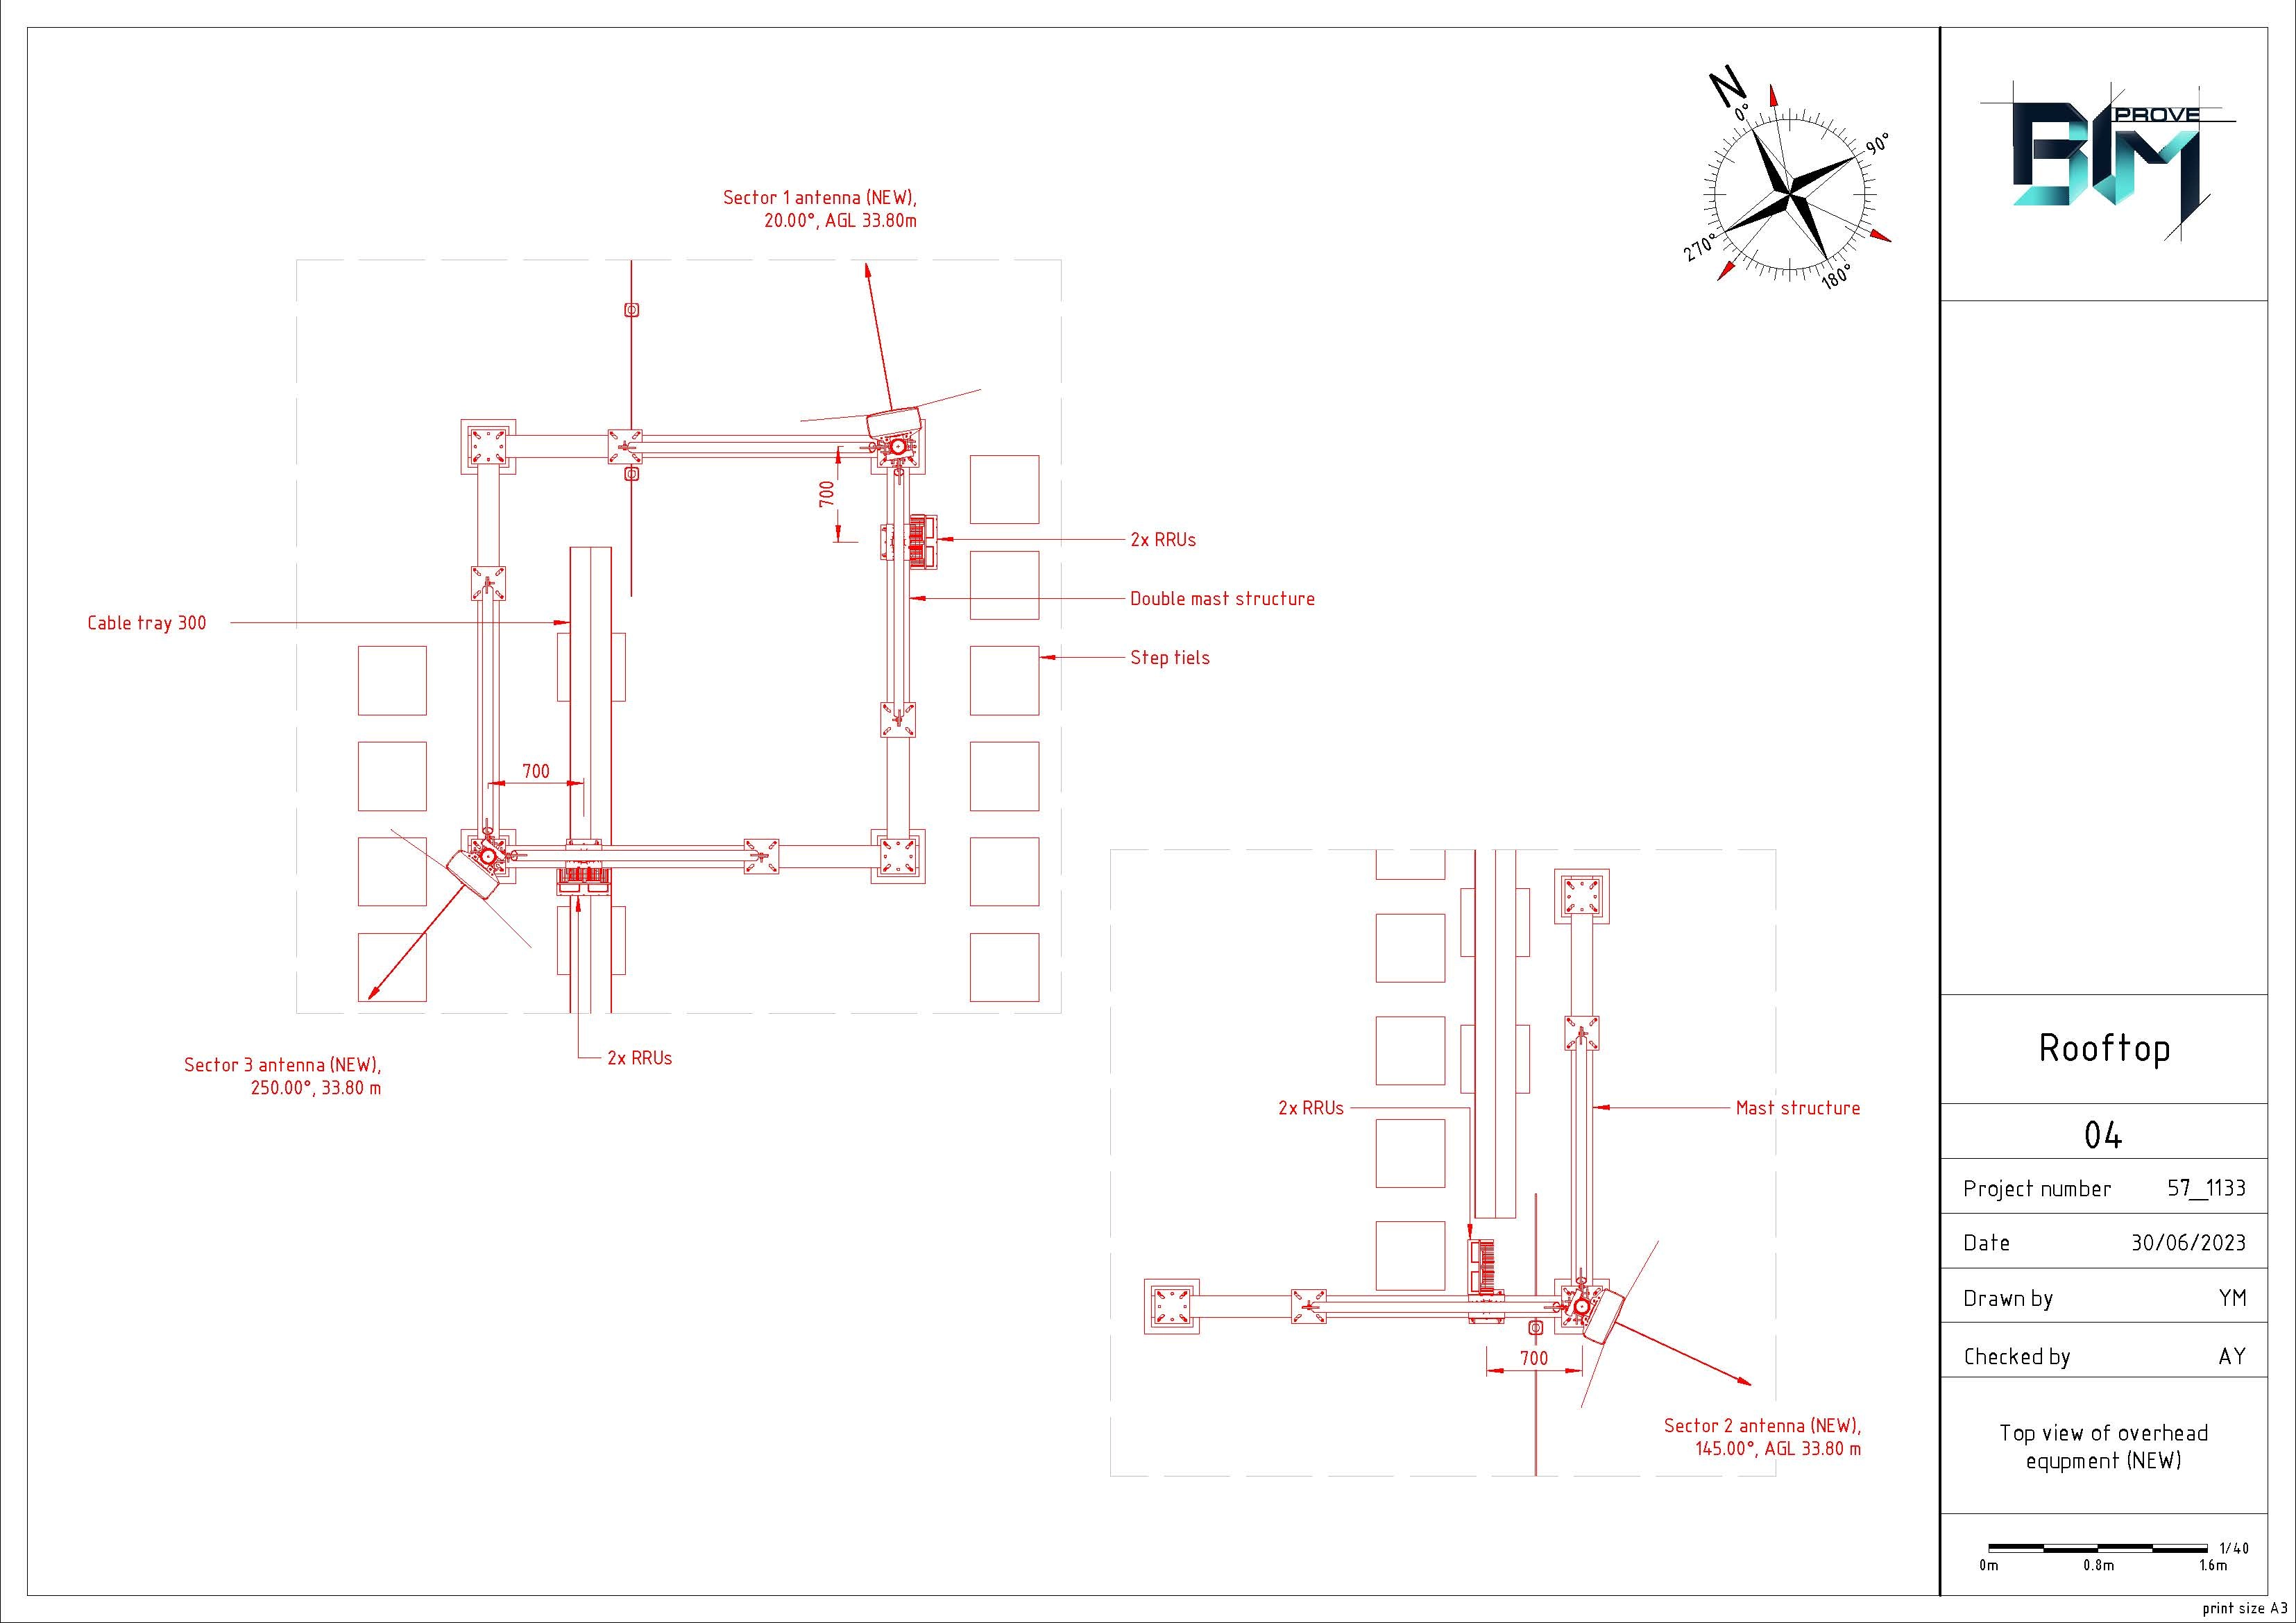 N
0°
90°
180°
270°
BIM
PROVE
Sector 1 antenna (NEW),
20.00°, AGL 33.80m
700
2x RRUs
Double mast structure
Step tiels
Cable tray 300
700
Sector 3 antenna (NEW),
250.00°, 33.80 m
2x RRUs
2x RRUs
Mast structure
700
Sector 2 antenna (NEW),
145.00°, AGL 33.80 m
Rooftop
04
Project number 57_1133
Date 30/06/2023
Drawn by YM
Checked by AY
Top view of overhead
equpment (NEW)
1/40
0m 0.8m 1.6m
print size A3